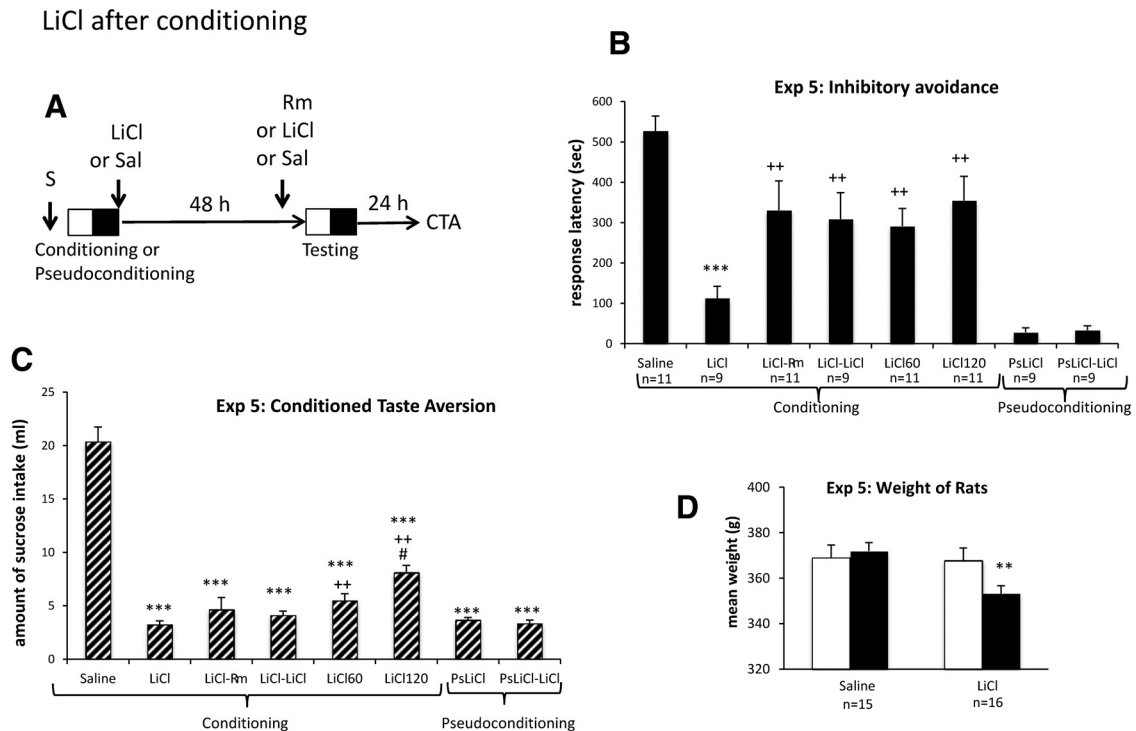 LiCl after conditioning
A
LiCl
or Sal
Rm
or LiCl
or Sal
S
48 h
24 h
CTA
Conditioning or
Pseudoconditioning
Testing
B
Exp 5: Inhibitory avoidance
response latency (sec)
600
500
400
300
200
100
0
***
++
++
++
++
Saline LiCl LiCl-Rm LiCl-LiCl LiCl60 LiCl120 PsLiCl PsLiCl-LiCl
n=11 n=9 n=11 n=9 n=11 n=11 n=9 n=9
Conditioning Pseudoconditioning
C
Exp 5: Conditioned Taste Aversion
amount of sucrose intake (ml)
25
20
15
10
5
0
***
***
***
***
++
***
++
#
***
***
Saline LiCl LiCl-Rm LiCl-LiCl LiCl60 LiCl120 PsLiCl PsLiCl-LiCl
Conditioning Pseudoconditioning
D
Exp 5: Weight of Rats
mean weight (g)
400
380
360
340
320
**
Saline LiCl
n=15 n=16